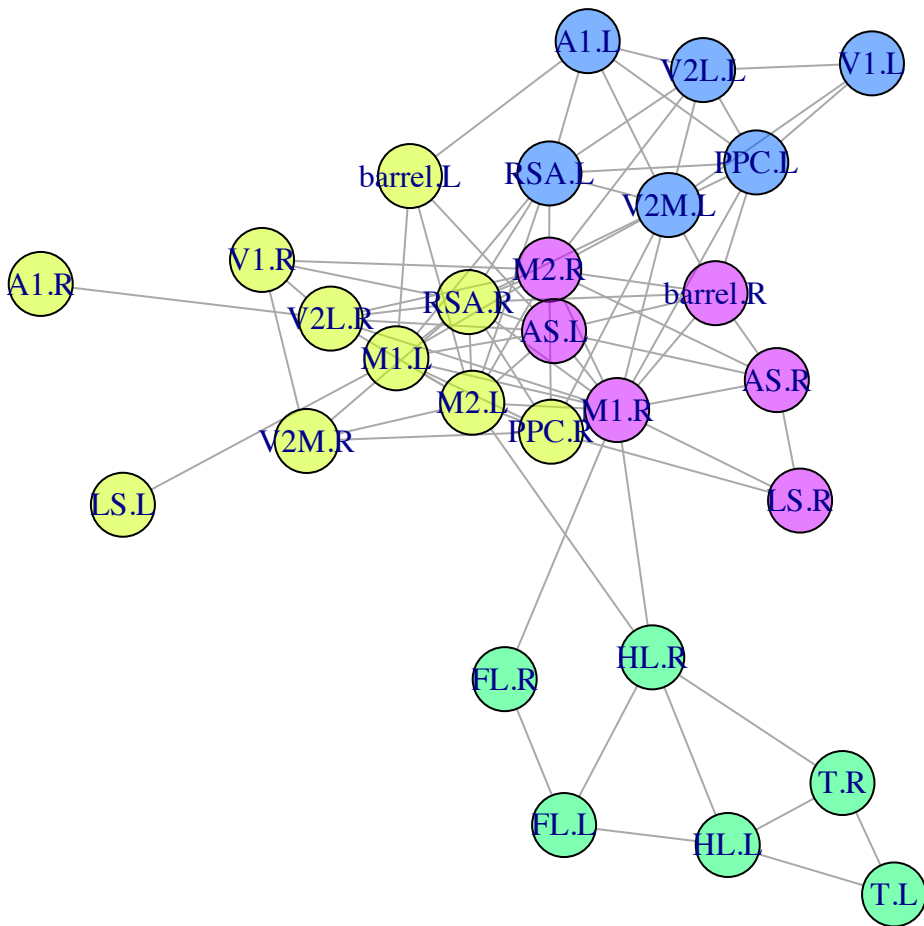 A1.L
V2L.L
V1.L
PPC.L
barrel.L
RSA.L
V2M.L
V1.R
M2.R
A1.R
barrel.R
RSA.R
V2L.R
AS.L
M1.L
AS.R
M2.L
M1.R
PPC.R
V2M.R
LS.L
LS.R
HL.R
FL.R
T.R
FL.L
HL.L
T.L